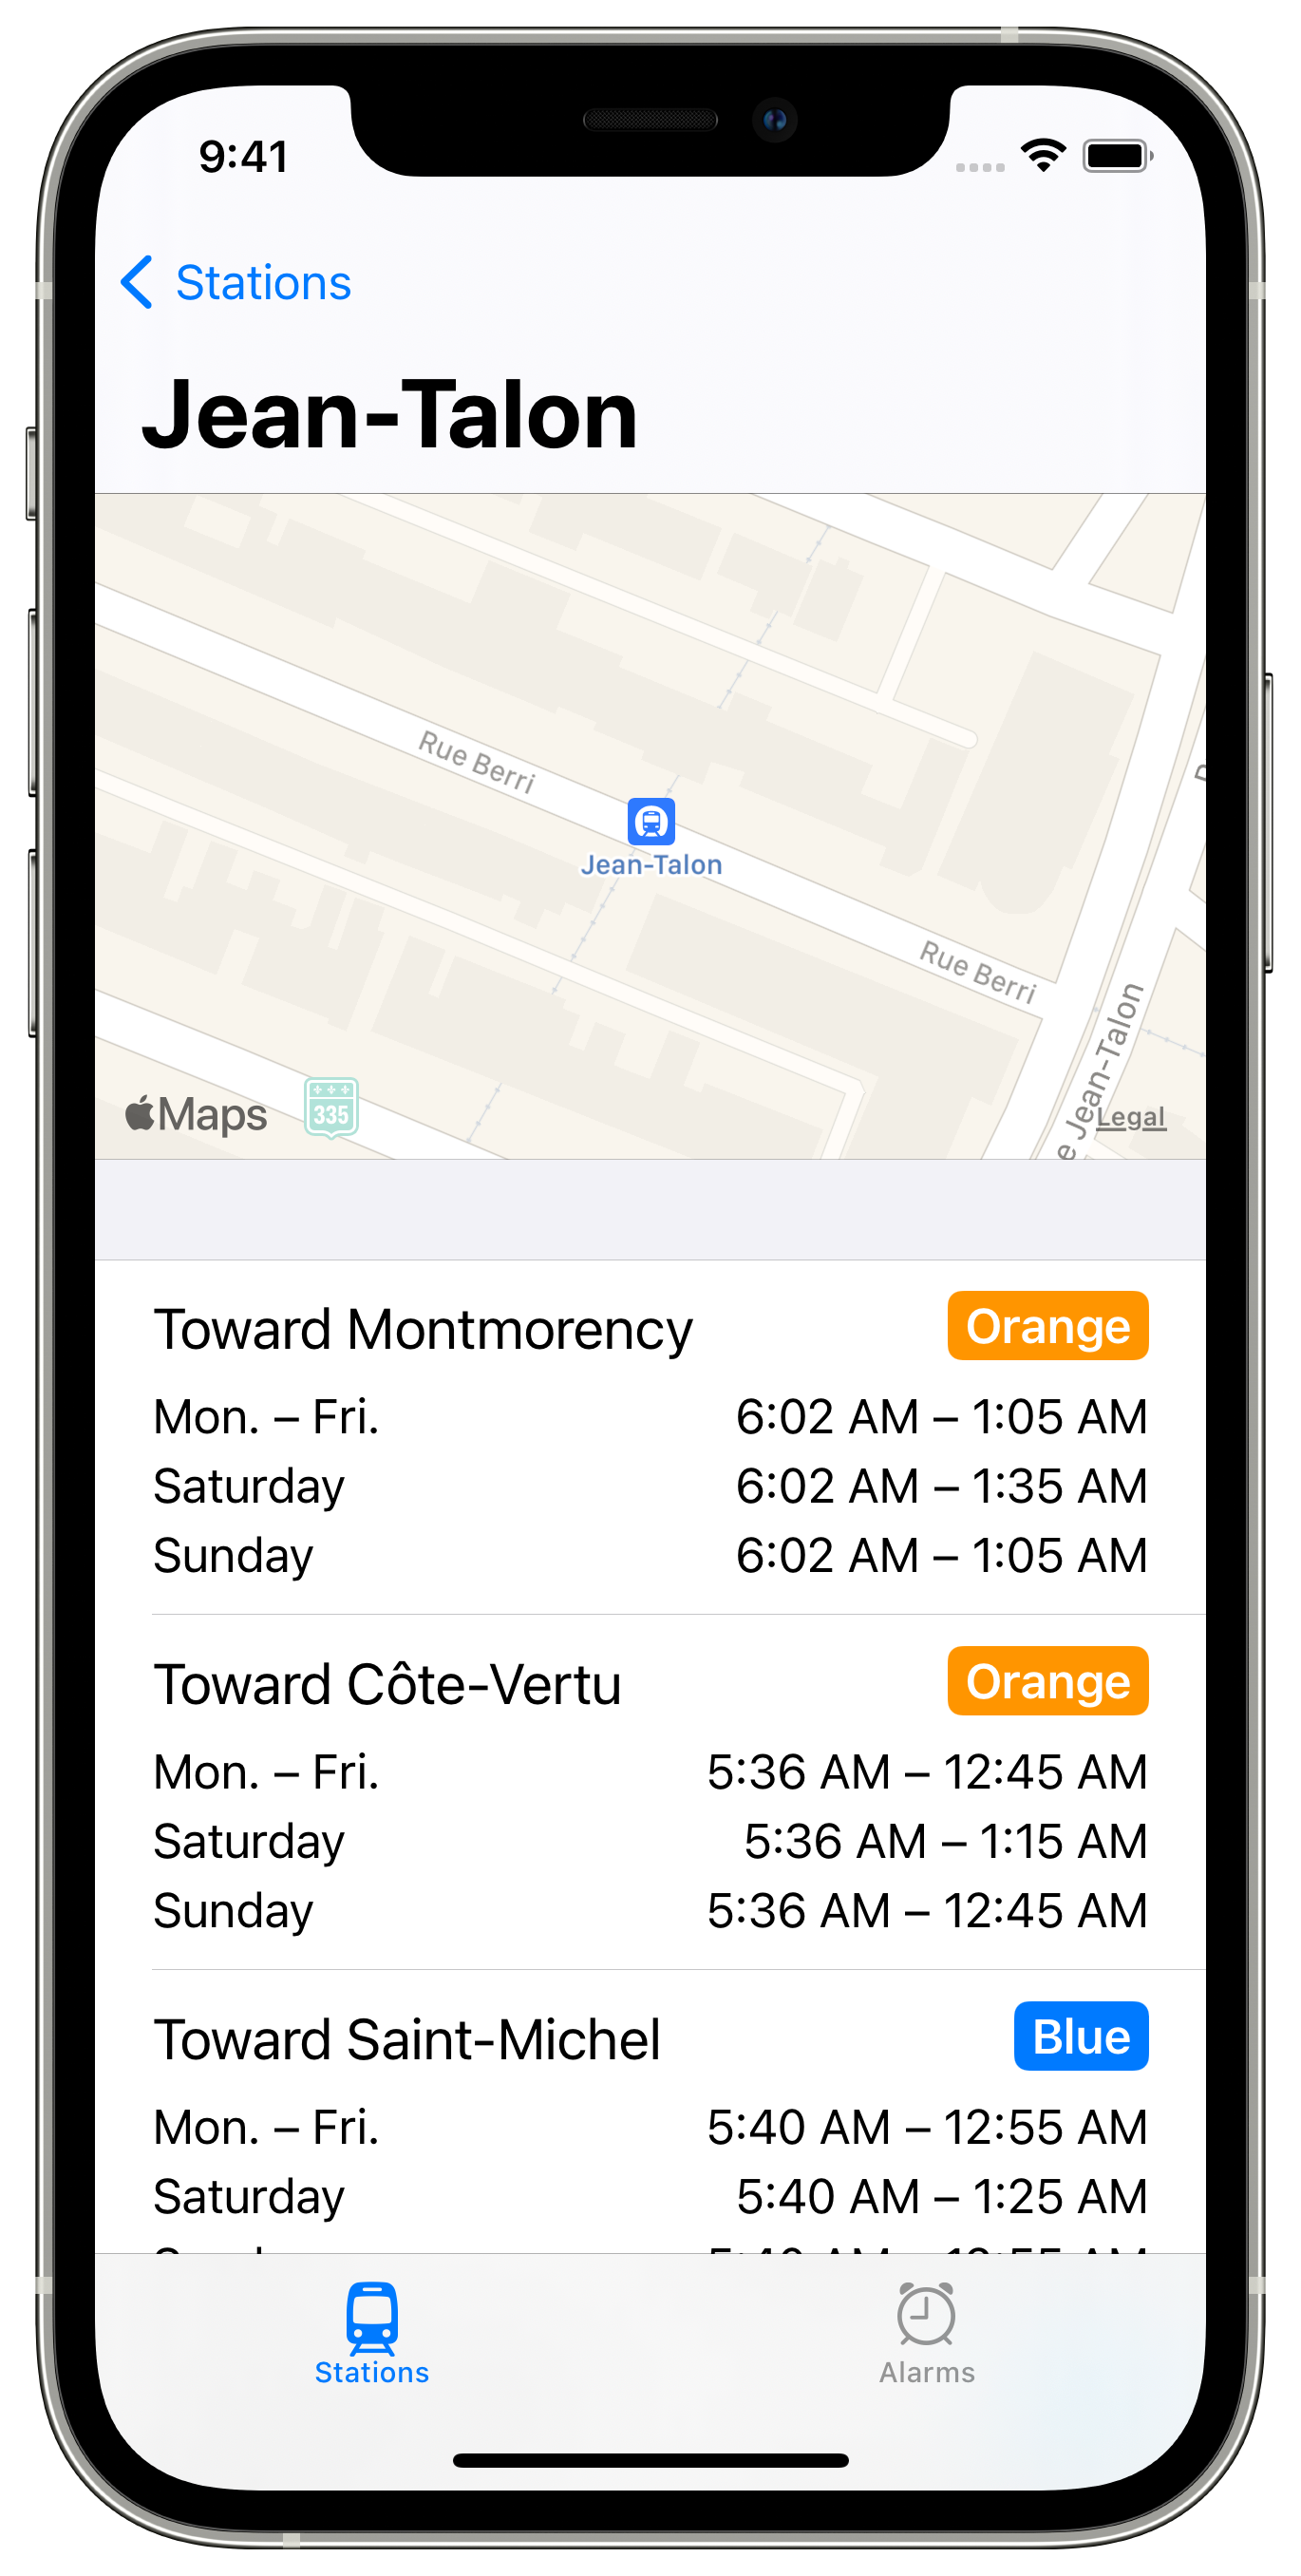 9:41
Stations
Jean-Talon
Rue Berri
Jean-Talon
Rue Berri
e Jean-Talon
Maps
335
Legal
Toward Montmorency Orange
Mon. – Fri. 6:02 AM – 1:05 AM
Saturday 6:02 AM – 1:35 AM
Sunday 6:02 AM – 1:05 AM
Toward Côte-Vertu Orange
Mon. – Fri. 5:36 AM – 12:45 AM
Saturday 5:36 AM – 1:15 AM
Sunday 5:36 AM – 12:45 AM
Toward Saint-Michel Blue
Mon. – Fri. 5:40 AM – 12:55 AM
Saturday 5:40 AM – 1:25 AM
Stations
Alarms